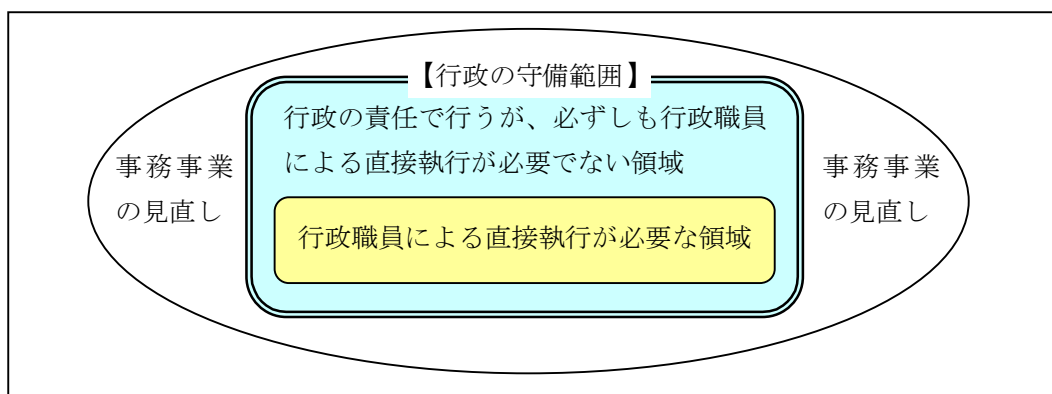 【行政の守備範囲】
行政の責任で行うが、必ずしも行政職員
による直接執行が必要でない領域
事務事業
の見直し
行政職員による直接執行が必要な領域
事務事業
の見直し